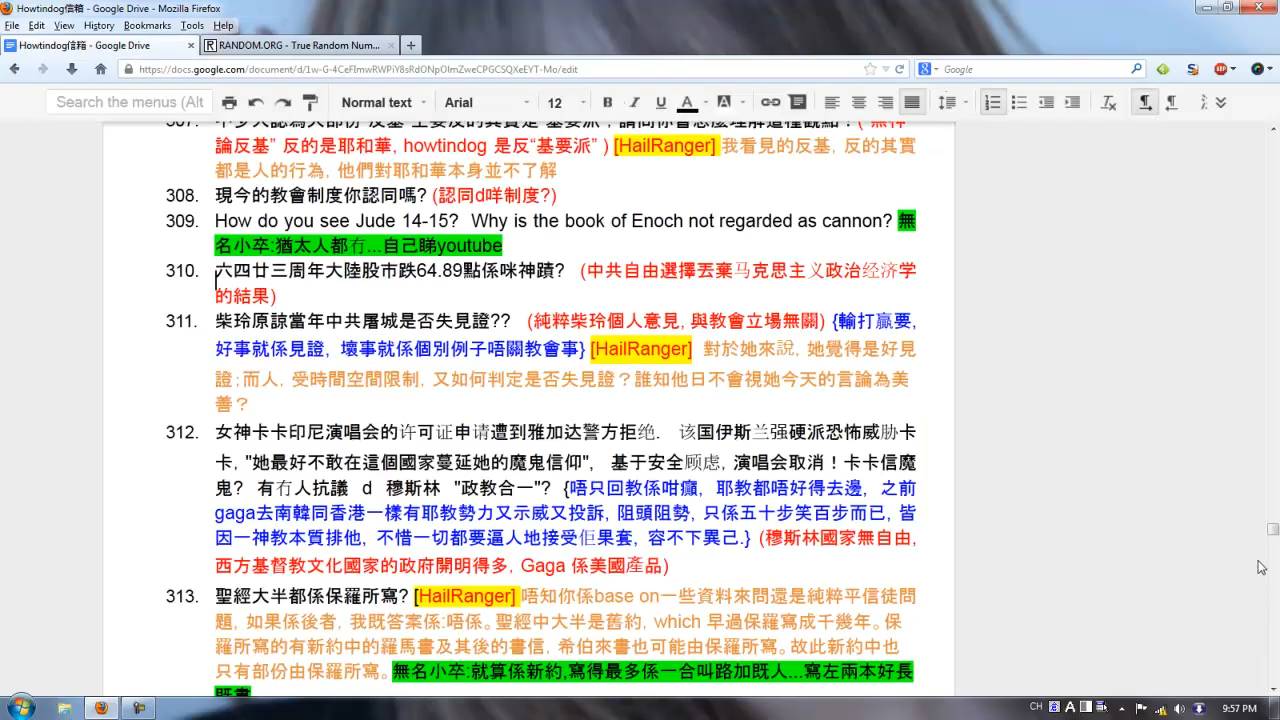 Howtindog信箱 - Google Drive - Mozilla Firefox
File Edit View History Bookmarks Tools Help
Howtindog信箱 - Google Drive
RANDOM.ORG - True Random Num...
https://docs.google.com/document/d/1w-G-4CeFlmwRWPiY8sRdONpOlmZweCPGCSQXeEYT-Mo/edit
Google
Search the menus (Alt
Normal text
Arial
12
論反基” 反的是耶和華, howtindog 是反“基要派” ) [HailRanger] 我看見的反基, 反的其實
都是人的行為, 他們對耶和華本身並不了解
308. 現今的教會制度你認同嗎? (認同d咩制度?)
309. How do you see Jude 14-15? Why is the book of Enoch not regarded as cannon? 無
名小卒:猶太人都冇...自己睇youtube
310. 六四廿三周年大陸股市跌64.89點係咪神蹟? (中共自由選擇丟棄马克思主义政治经济学
的結果)
311. 柴玲原諒當年中共屠城是否失見證?? (純粹柴玲個人意見, 與教會立場無關) {輸打贏要,
好事就係見證, 壞事就係個別例子唔關教會事} [HailRanger] 對於她來說, 她覺得是好見
證；而人, 受時間空間限制, 又如何判定是否失見證？誰知他日不會視她今天的言論為美
善？
312. 女神卡卡印尼演唱会的许可证申请遭到雅加达警方拒绝. 该国伊斯兰强硬派恐怖威胁卡
卡, "她最好不敢在這個國家蔓延她的魔鬼信仰", 基于安全顾虑, 演唱会取消！卡卡信魔
鬼? 有冇人抗議 d 穆斯林 "政教合一"? {唔只回教係咁癲, 耶教都唔好得去邊, 之前
gaga去南韓同香港一樣有耶教勢力又示威又投訴, 阻頭阻勢, 只係五十步笑百步而已, 皆
因一神教本質排他, 不惜一切都要逼人地接受佢果套, 容不下異己.} (穆斯林國家無自由,
西方基督教文化國家的政府開明得多, Gaga 係美國產品)
313. 聖經大半都係保羅所寫? [HailRanger] 唔知你係base on一些資料來問還是純粹平信徒問
題, 如果係後者, 我既答案係:唔係。聖經中大半是舊約, which 早過保羅寫成千幾年。保
羅所寫的有新約中的羅馬書及其後的書信, 希伯來書也可能由保羅所寫。故此新約中也
只有部份由保羅所寫。無名小卒:就算係新約,寫得最多係一合叫路加既人...寫左兩本好長
CH
9:57 PM